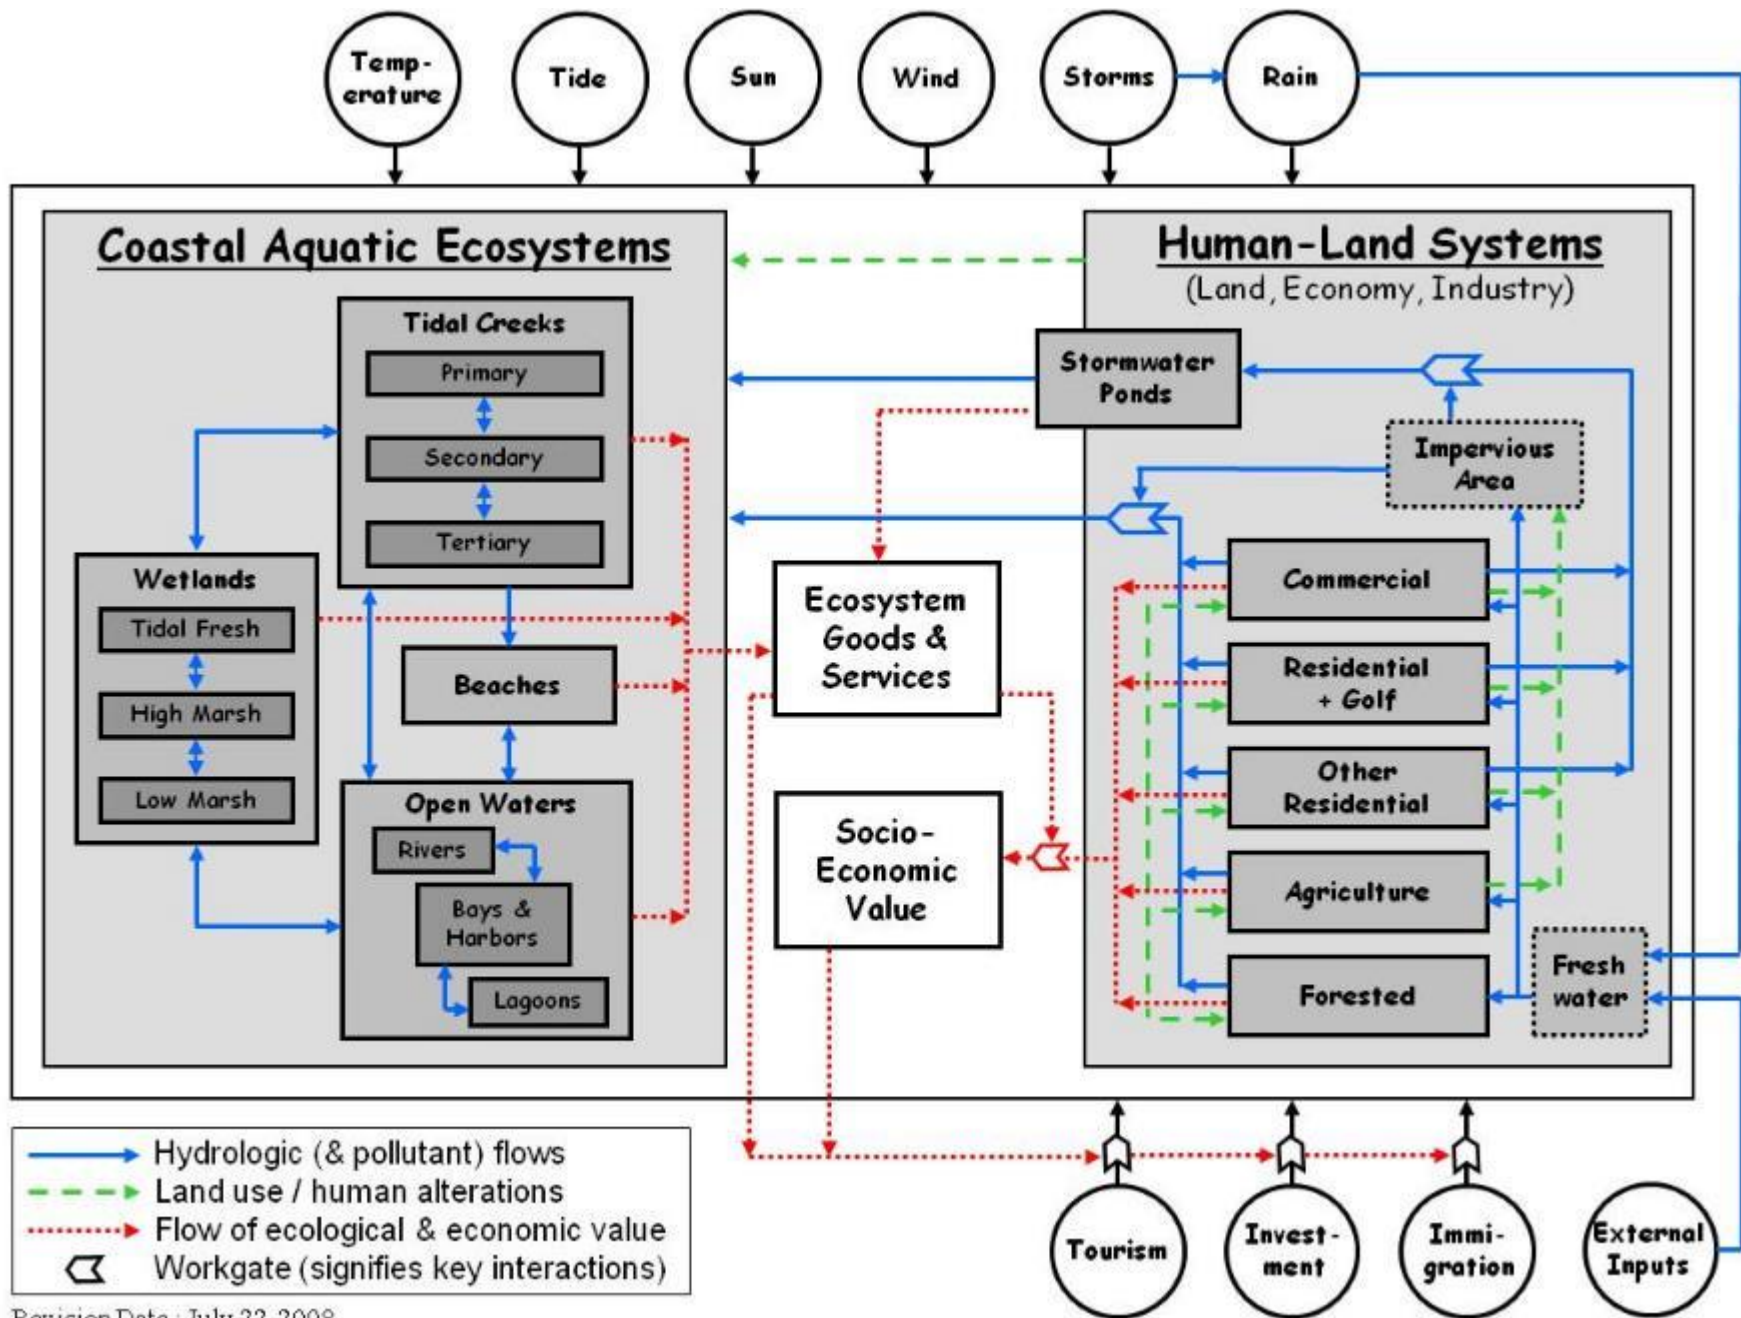 Temp-
erature
Tide
Sun
Wind
Storms
Rain
Coastal Aquatic Ecosystems
Tidal Creeks
Primary
Secondary
Tertiary
Wetlands
Tidal Fresh
High Marsh
Low Marsh
Beaches
Open Waters
Rivers
Bays &
Harbors
Lagoons
Ecosystem
Goods &
Services
Socio-
Economic
Value
Human-Land Systems
(Land, Economy, Industry)
Stormwater
Ponds
Impervious
Area
Commercial
Residential
+ Golf
Other
Residential
Agriculture
Forested
Fresh
water
Hydrologic (& pollutant) flows
Land use / human alterations
Flow of ecological & economic value
Workgate (signifies key interactions)
Tourism
Invest-
ment
Immi-
gration
External
Inputs
Revision Date : July